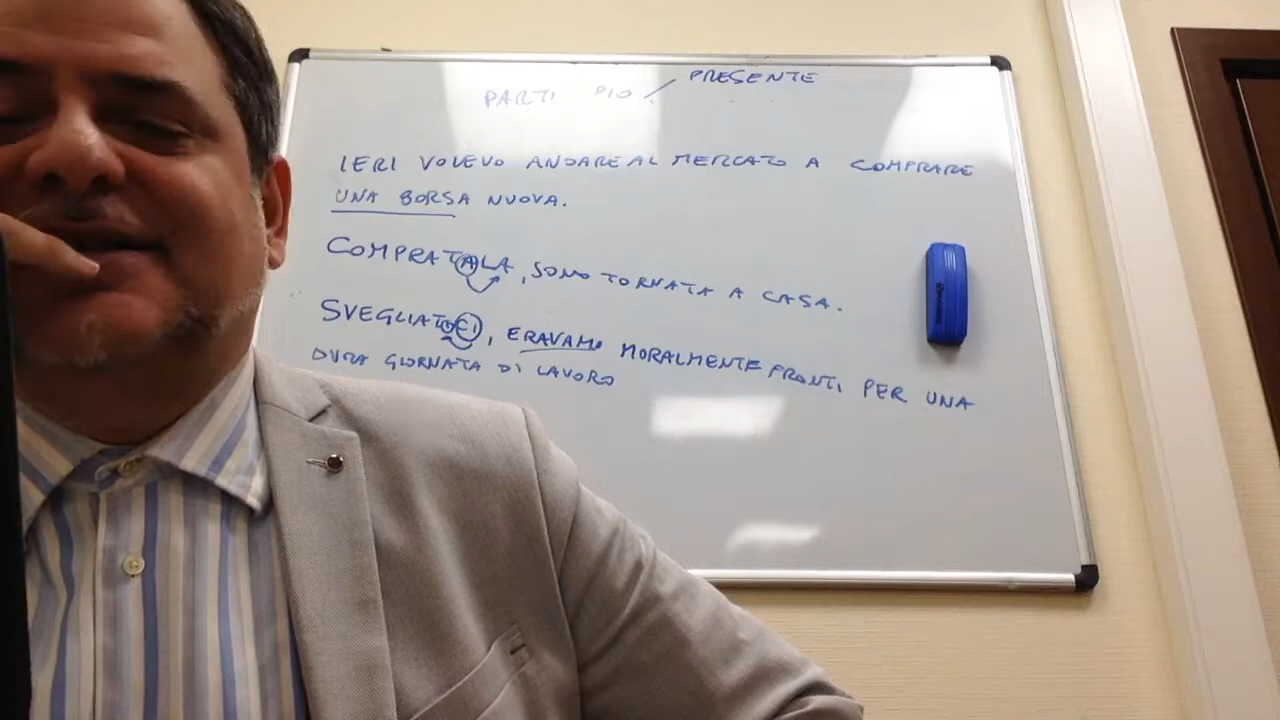 PARTI PIO / PRESENTE
IERI VOLEVO ANDARE AL MERCATO A COMPRARE
UNA BORSA NUOVA.
COMPRATALA, SONO TORNATA A CASA.
SVEGLIATOCI, ERAVAMO MORALMENTE PRONTI PER UNA
DURA GIORNATA DI LAVORO